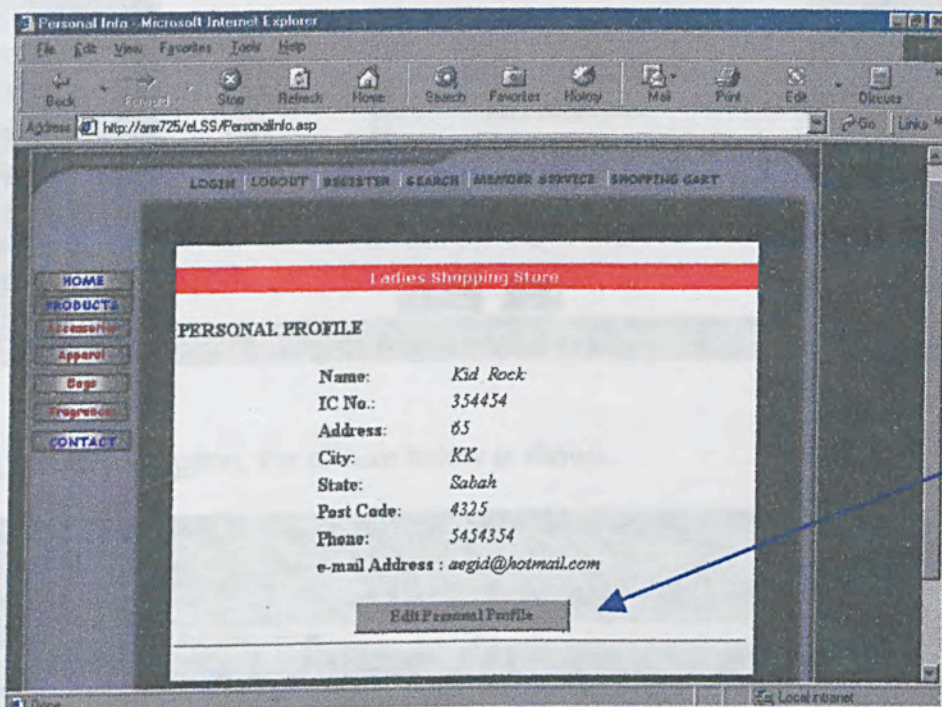 Personal Info - Microsoft Internet Explorer
File Edit View Favorites Tools Help
Back Forward Stop Refresh Home Search Favorites History Mail Print Edit Discuss
Address http://amx725/eLSS/PersonalInfo.asp Go Links
LOGIN | LOGOUT | REGISTER | SEARCH | MEMBER SERVICE | SHOPPING CART
HOME
PRODUCTS
Accessories
Apparel
Bags
Fragrances
CONTACT
Ladies Shopping Store
PERSONAL PROFILE
Name: Kid Rock
IC No.: 354454
Address: 65
City: KK
State: Sabah
Post Code: 4325
Phone: 5454354
e-mail Address : aegid@hotmail.com
Edit Personal Profile
Done Local intranet